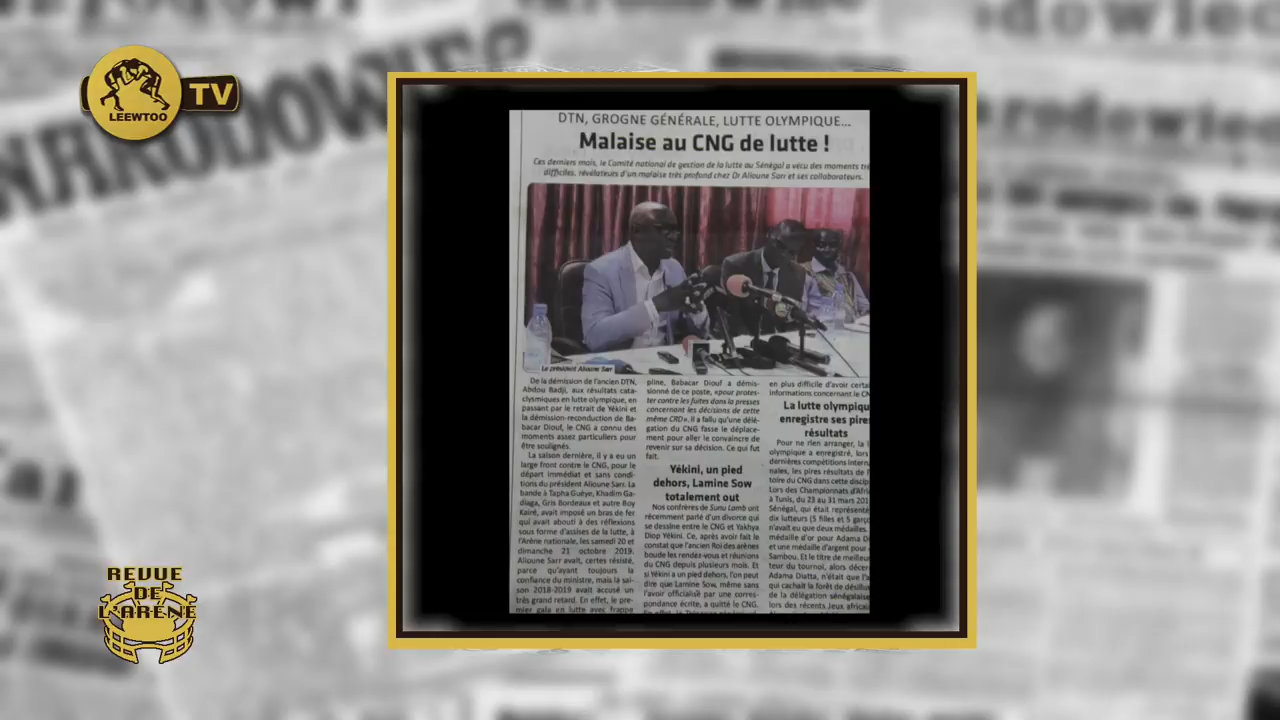 LEEWTOO
TV
REVUE
DE
L'ARÉNE
NARODOWIEC
DTN, GROGNE GÉNÉRALE, LUTTE OLYMPIQUE...
Malaise au CNG de lutte !
Ces derniers mois, le Comité national de gestion de la lutte au Sénégal a vécu des moments trè
difficiles, révélateurs d'un malaise très profond chez Dr Alioune Sarr et ses collaborateurs.
Le président Alioune Sarr
De la démission de l'ancien DTN,
Abdou Badji, aux résultats cata-
clysmiques en lutte olympique, en
passant par le retrait de Yékini et
la démission-reconduction de Ba-
bacar Diouf, le CNG a connu des
moments assez particuliers pour
être soulignés.
La saison dernière, il y a eu un
large front contre le CNG, pour le
départ immédiat et sans condi-
tions du président Alioune Sarr. La
bande à Tapha Guèye, Khadim Ga-
diaga, Gris Bordeaux et autre Boy
Kairé, avait imposé un bras de fer
qui avait abouti à des réflexions
sous forme d'assises de la lutte, à
l'Arène nationale, les samedi 20 et
dimanche 21 octobre 2019.
Alioune Sarr avait, certes résisté,
parce qu'ayant toujours la
confiance du ministre, mais la sai-
son 2018-2019 avait accusé un
très grand retard. En effet, le pre-
mier gala en lutte avec frappe
pline, Babacar Diouf a démis-
sionné de ce poste, «pour protes-
ter contre les fuites dans la presse
concernant les décisions de cette
même CRD». Il a fallu qu'une délé-
gation du CNG fasse le déplace-
ment pour aller le convaincre de
revenir sur sa décision. Ce qui fut
fait.
Yékini, un pied
dehors, Lamine Sow
totalement out
Nos confrères de Sunu Lamb ont
récemment parlé d'un divorce qui
se dessine entre le CNG et Yakhya
Diop Yékini. Ce, après avoir fait le
constat que l'ancien Roi des arènes
boude les rendez-vous et réunions
du CNG depuis plusieurs mois. Et
si Yékini a un pied dehors, l'on peut
dire que Lamine Sow, même sans
l'avoir officialisé par une corres-
pondance écrite, a quitté le CNG.
en plus difficile d'avoir certai
informations concernant le CN
La lutte olympiqu
enregistre ses pire
résultats
Pour ne rien arranger, la l
olympique a enregistré, lors
dernières compétitions interna
nales, les pires résultats de l
toire du CNG dans cette discip
Lors des Championnats d'Afri
à Tunis, du 23 au 31 mars 201
Sénégal, qui était représenté
dix lutteurs (5 filles et 5 garço
n'avait eu que deux médailles.
médaille d'or pour Adama Di
et une médaille d'argent pour
Sambou. Et le titre de meilleu
teur du tournoi, alors décer
Adama Diatta, n'était que l'a
qui cachait la forêt de désillu
de la délégation sénégalaise
lors des récents Jeux africai